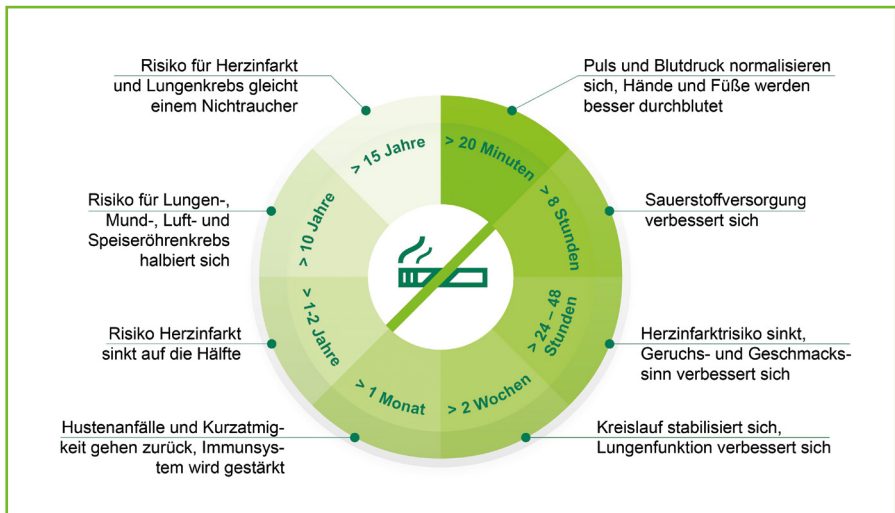 Puls und Blutdruck normalisieren
sich, Hände und Füße werden
besser durchblutet
> 20 Minuten
Sauerstoffversorgung
verbessert sich
> 8 Stunden
Herzinfarktrisiko sinkt,
Geruchs- und Geschmacks-
sinn verbessert sich
> 24 – 48
Stunden
Kreislauf stabilisiert sich,
Lungenfunktion verbessert sich
> 2 Wochen
Hustenanfälle und Kurzatmig-
keit gehen zurück, Immunsys-
tem wird gestärkt
> 1 Monat
Risiko Herzinfarkt
sinkt auf die Hälfte
> 1-2 Jahre
Risiko für Lungen-,
Mund-, Luft- und
Speiseröhrenkrebs
halbiert sich
> 10 Jahre
Risiko für Herzinfarkt
und Lungenkrebs gleicht
einem Nichtraucher
> 15 Jahre